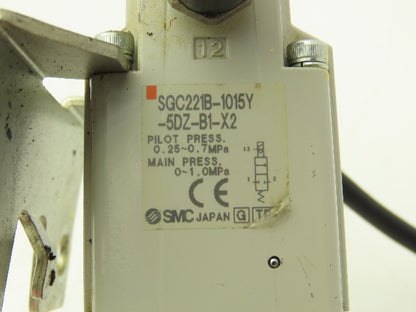 12
SGC221B-1015Y
-5DZ-B1-X2
PILOT PRESS.
0.25~0.7MPa
MAIN PRESS.
0~1.0MPa
CE
SMC JAPAN G